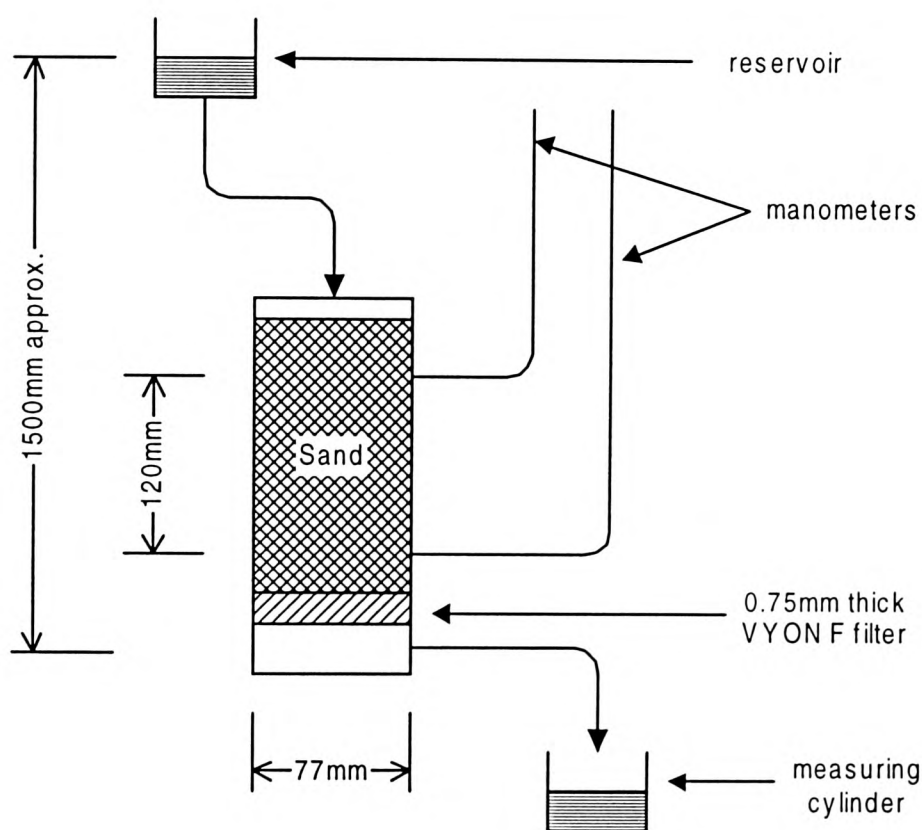 reservoir
manometers
1500mm approx.
120mm
Sand
0.75mm thick
VYON F filter
77mm
measuring
cylinder